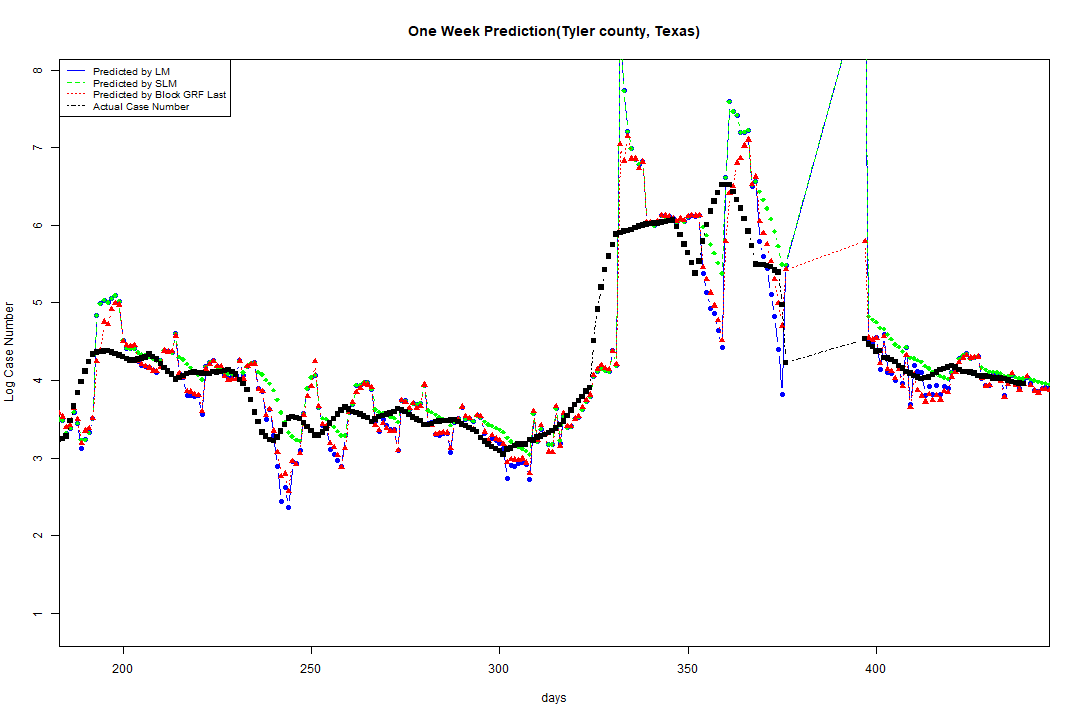 One Week Prediction(Tyler county, Texas)
Predicted by LM
Predicted by SLM
Predicted by Block GRF Last
Actual Case Number
Log Case Number
8
7
6
5
4
3
2
1
200 250 300 350 400
days